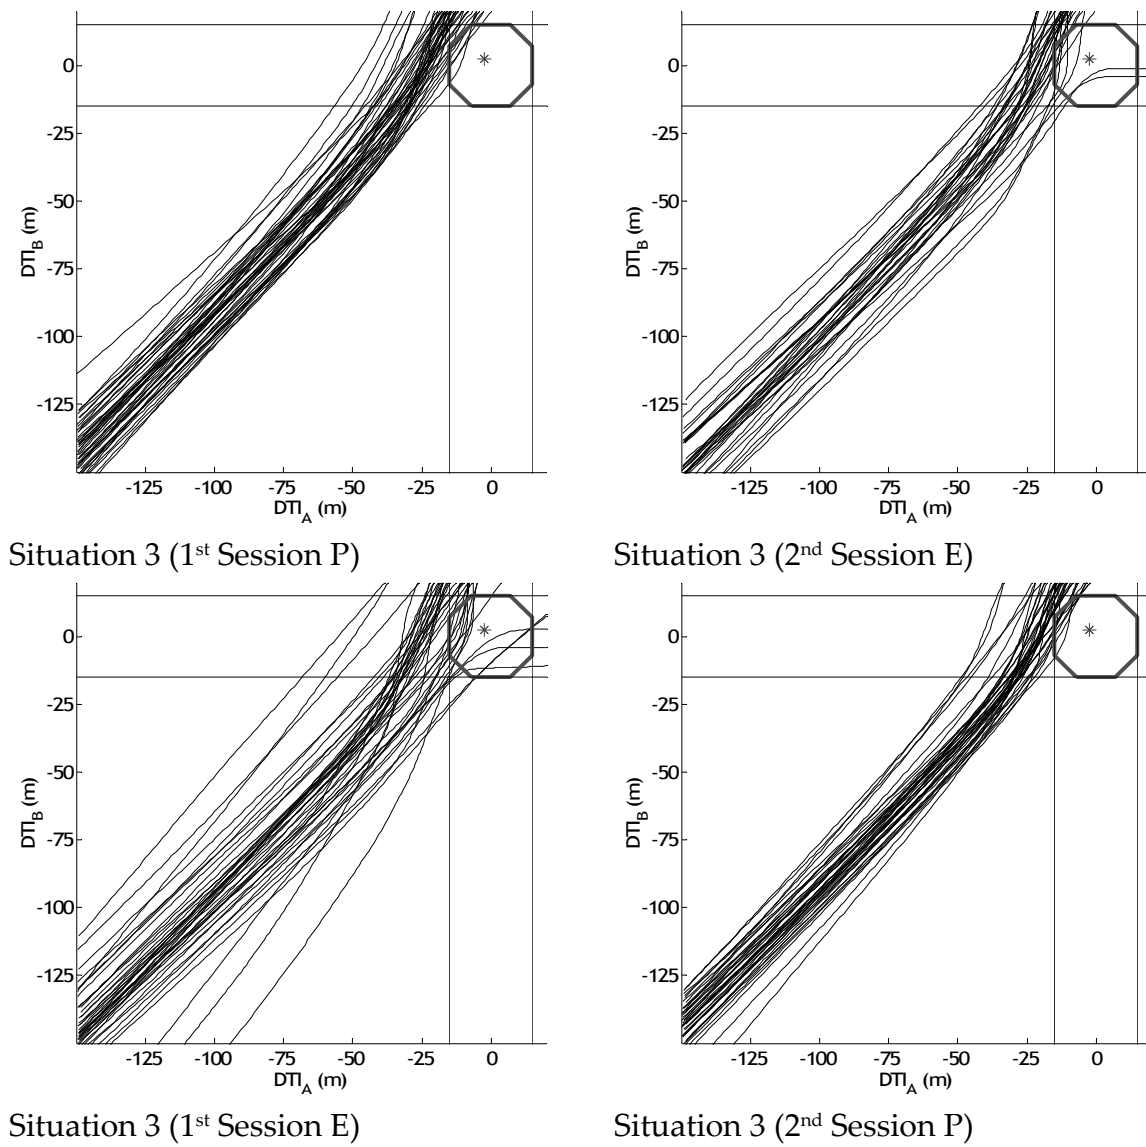 0
-25
-50
-75
-100
-125
DTI_B (m)
-125 -100 -75 -50 -25 0
DTI_A (m)
Situation 3 (1st Session P)
0
-25
-50
-75
-100
-125
DTI_B (m)
-125 -100 -75 -50 -25 0
DTI_A (m)
Situation 3 (2nd Session E)
0
-25
-50
-75
-100
-125
DTI_B (m)
-125 -100 -75 -50 -25 0
DTI_A (m)
Situation 3 (1st Session E)
0
-25
-50
-75
-100
-125
DTI_B (m)
-125 -100 -75 -50 -25 0
DTI_A (m)
Situation 3 (2nd Session P)